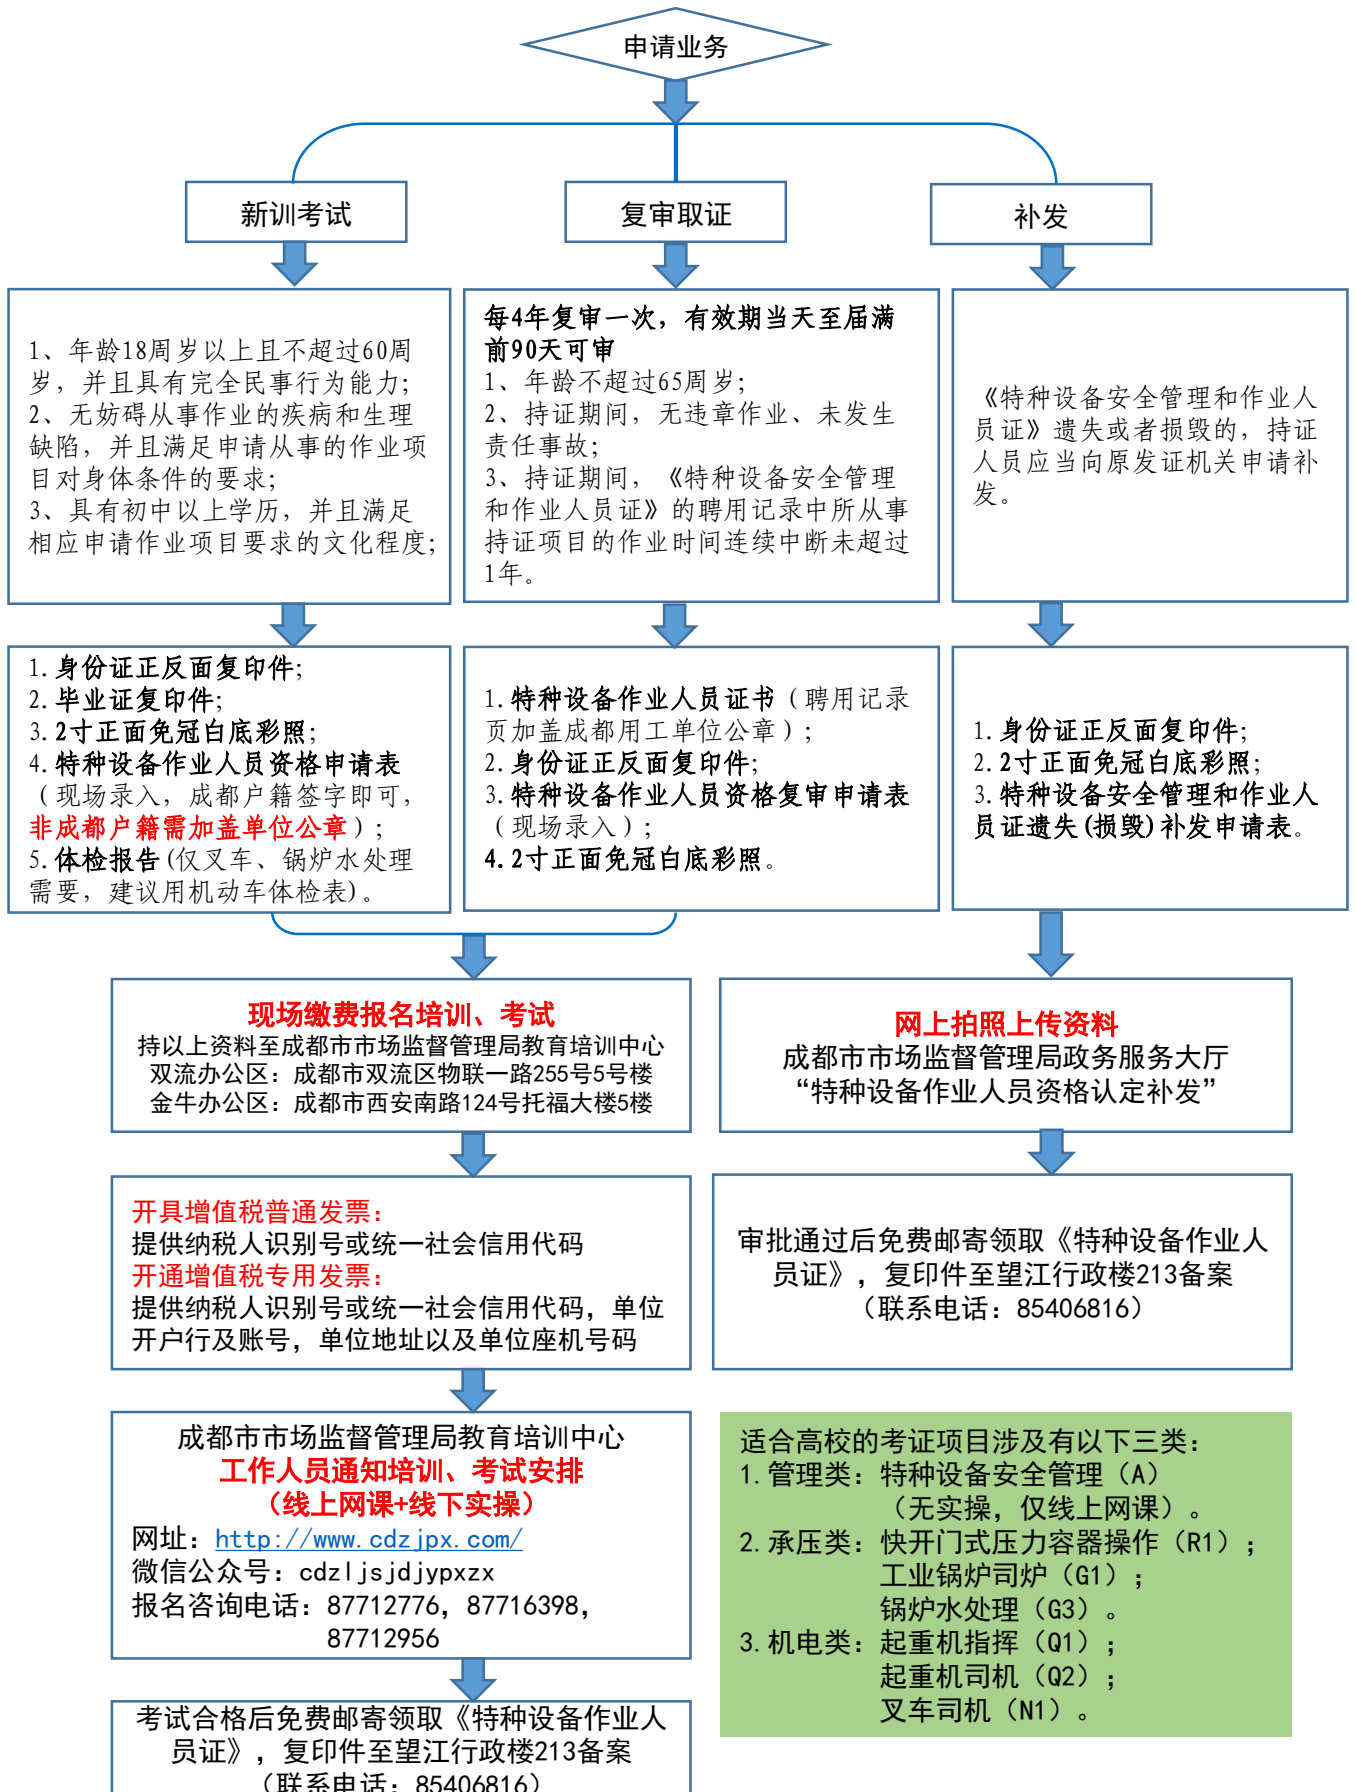 申请业务
新训考试
复审取证
补发
1、年龄18周岁以上且不超过60周
岁，并且具有完全民事行为能力；
2、无妨碍从事作业的疾病和生理
缺陷，并且满足申请从事的作业项
目对身体条件的要求；
3、具有初中以上学历，并且满足
相应申请作业项目要求的文化程度；
每4年复审一次，有效期当天至届满
前90天可审
1、年龄不超过65周岁；
2、持证期间，无违章作业、未发生
责任事故；
3、持证期间，《特种设备安全管理
和作业人员证》的聘用记录中所从事
持证项目的作业时间连续中断未超过
1年。
《特种设备安全管理和作业人
员证》遗失或者损毁的，持证
人员应当向原发证机关申请补
发。
1.身份证正反面复印件；
2.毕业证复印件；
3.2寸正面免冠白底彩照；
4.特种设备作业人员资格申请表
（现场录入，成都户籍签字即可，
非成都户籍需加盖单位公章）；
5.体检报告(仅叉车、锅炉水处理
需要，建议用机动车体检表)。
1.特种设备作业人员证书（聘用记录
页加盖成都用工单位公章）；
2.身份证正反面复印件；
3.特种设备作业人员资格复审申请表
（现场录入）；
4.2寸正面免冠白底彩照。
1.身份证正反面复印件；
2.2寸正面免冠白底彩照；
3.特种设备安全管理和作业人
员证遗失(损毁)补发申请表。
现场缴费报名培训、考试
持以上资料至成都市市场监督管理局教育培训中心
双流办公区：成都市双流区物联一路255号5号楼
金牛办公区：成都市西安南路124号托福大楼5楼
网上拍照上传资料
成都市市场监督管理局政务服务大厅
“特种设备作业人员资格认定补发”
开具增值税普通发票：
提供纳税人识别号或统一社会信用代码
开通增值税专用发票：
提供纳税人识别号或统一社会信用代码，单位
开户行及账号，单位地址以及单位座机号码
审批通过后免费邮寄领取《特种设备作业人
员证》，复印件至望江行政楼213备案
（联系电话：85406816）
成都市市场监督管理局教育培训中心
工作人员通知培训、考试安排
（线上网课+线下实操）
网址：http://www.cdzjpx.com/
微信公众号：cdzljsjdjypxzx
报名咨询电话：87712776，87716398，
87712956
适合高校的考证项目涉及有以下三类：
1.管理类：特种设备安全管理（A）
（无实操，仅线上网课）。
2.承压类：快开门式压力容器操作（R1）；
工业锅炉司炉（G1）；
锅炉水处理（G3）。
3.机电类：起重机指挥（Q1）；
起重机司机（Q2）；
叉车司机（N1）。
考试合格后免费邮寄领取《特种设备作业人
员证》，复印件至望江行政楼213备案
（联系电话：85406816）